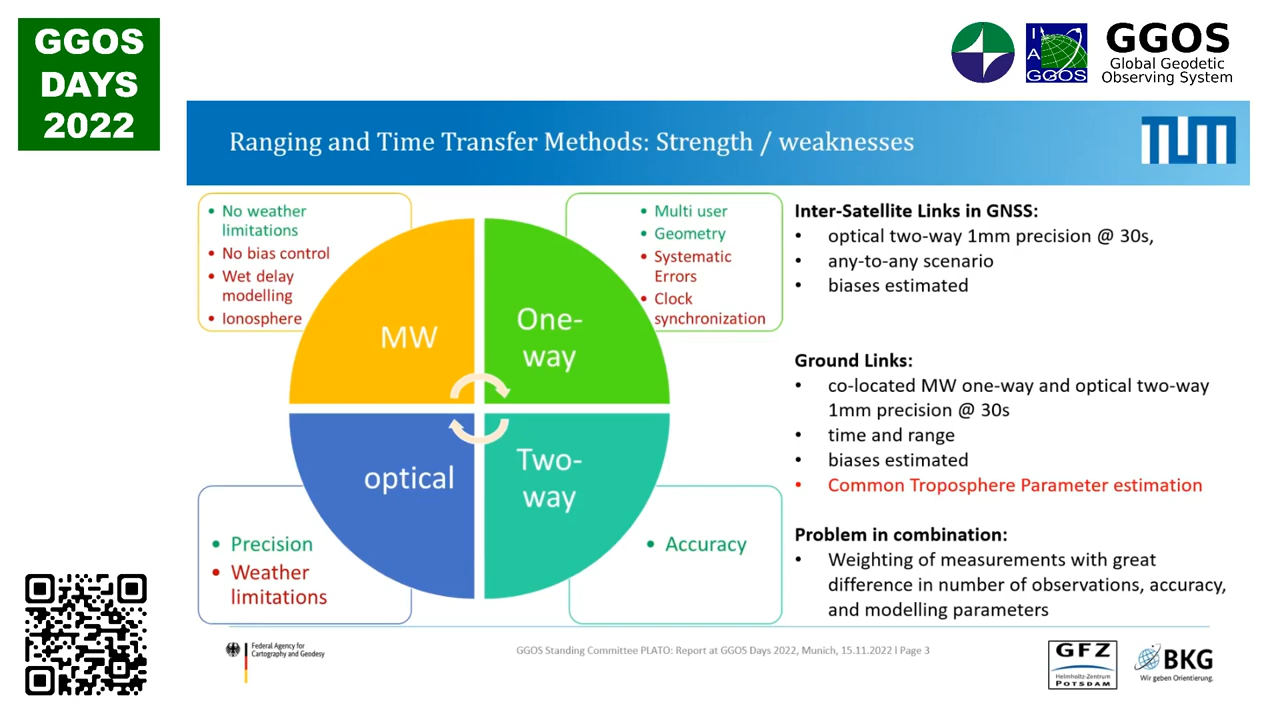 GGOS
DAYS
2022
I
A
GGOS
GGOS
Global Geodetic
Observing System
Ranging and Time Transfer Methods: Strength / weaknesses
TUM
• No weather
limitations
• No bias control
• Wet delay
modelling
• Ionosphere
• Multi user
• Geometry
• Systematic
Errors
• Clock
synchronization
MW
One-
way
optical
Two-
way
• Precision
• Weather
limitations
• Accuracy
Inter-Satellite Links in GNSS:
• optical two-way 1mm precision @ 30s,
• any-to-any scenario
• biases estimated
Ground Links:
• co-located MW one-way and optical two-way
1mm precision @ 30s
• time and range
• biases estimated
• Common Troposphere Parameter estimation
Problem in combination:
• Weighting of measurements with great
difference in number of observations, accuracy,
and modelling parameters
Federal Agency for
Cartography and Geodesy
GGOS Standing Committee PLATO: Report at GGOS Days 2022, Munich, 15.11.2022 I Page 3
GFZ
Helmholtz-Zentrum
POTSDAM
BKG
Wir geben Orientierung.